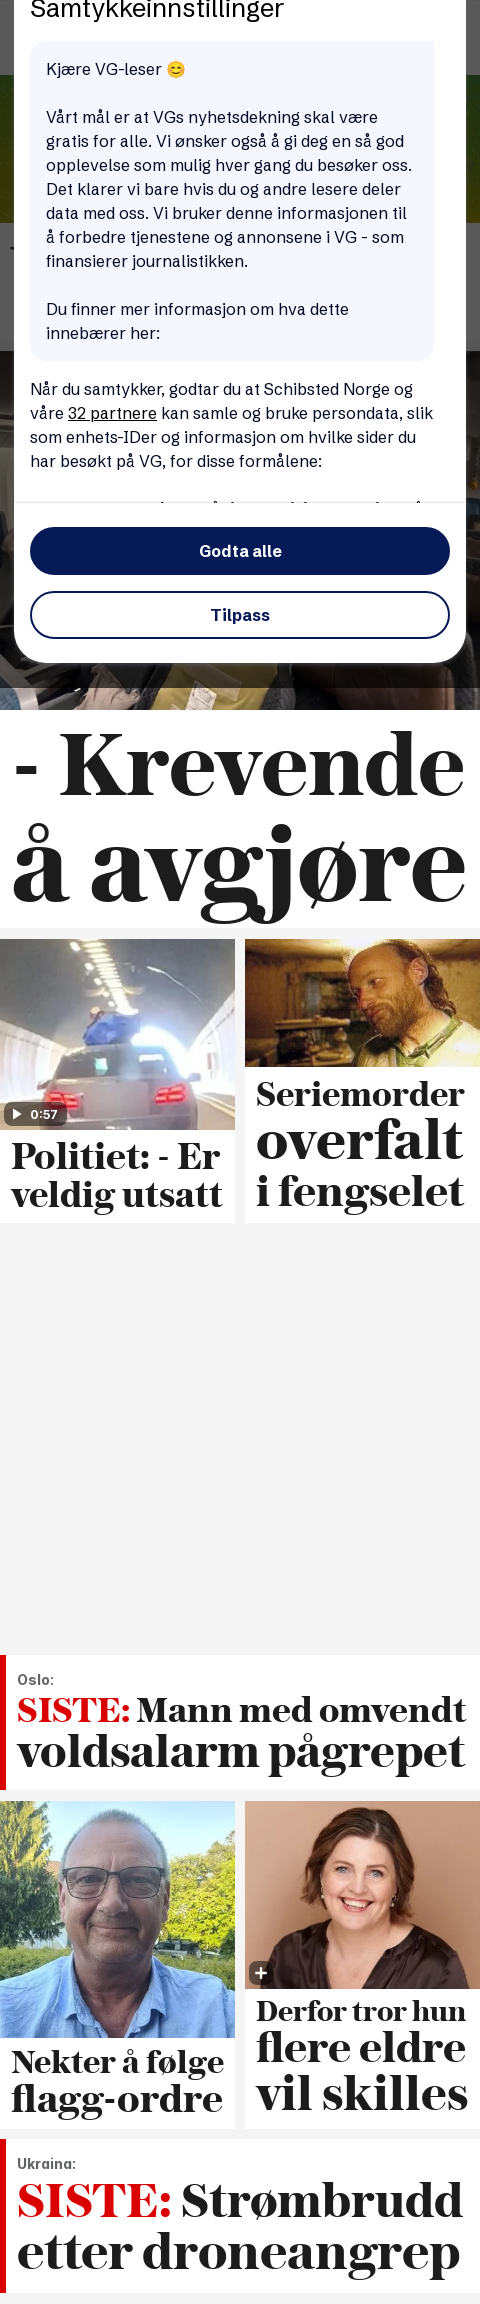 Samtykkeinnstillinger
Kjære VG-leser 😊
Vårt mål er at VGs nyhetsdekning skal være
gratis for alle. Vi ønsker også å gi deg en så god
opplevelse som mulig hver gang du besøker oss.
Det klarer vi bare hvis du og andre lesere deler
data med oss. Vi bruker denne informasjonen til
å forbedre tjenestene og annonsene i VG - som
finansierer journalistikken.
Du finner mer informasjon om hva dette
innebærer her:
Når du samtykker, godtar du at Schibsted Norge og
våre 32 partnere kan samle og bruke persondata, slik
som enhets-IDer og informasjon om hvilke sider du
har besøkt på VG, for disse formålene:
Godta alle
Tilpass
- Krevende
å avgjøre
0:57
Politiet: - Er
veldig utsatt
Seriemorder
overfalt
i fengselet
Oslo:
SISTE: Mann med omvendt
voldsalarm pågrepet
Nekter å følge
flagg-ordre
Derfor tror hun
flere eldre
vil skilles
Ukraina:
SISTE: Strømbrudd
etter droneangrep